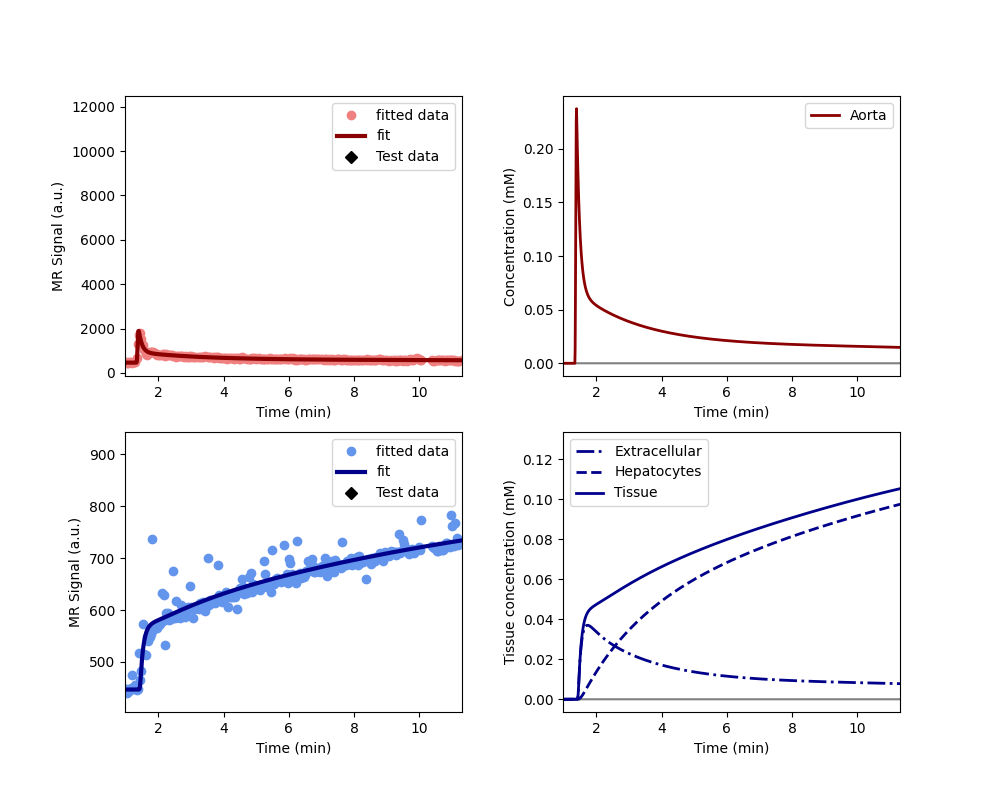 12000
10000
8000
6000
4000
2000
0
MR Signal (a.u.)
fitted data
fit
Test data
2 4 6 8 10
Time (min)
0.20
0.15
0.10
0.05
0.00
Concentration (mM)
Aorta
2 4 6 8 10
Time (min)
900
800
700
600
500
MR Signal (a.u.)
fitted data
fit
Test data
2 4 6 8 10
Time (min)
0.12
0.10
0.08
0.06
0.04
0.02
0.00
Tissue concentration (mM)
Extracellular
Hepatocytes
Tissue
2 4 6 8 10
Time (min)